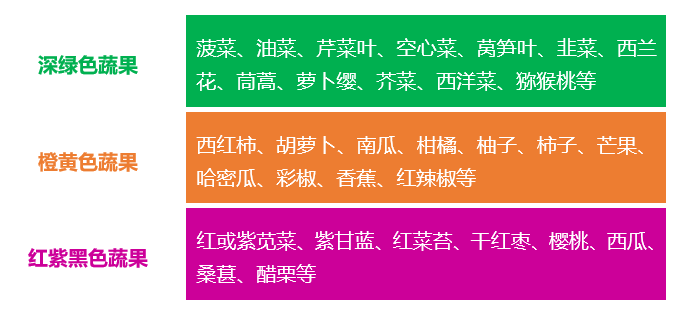 深绿色蔬果
菠菜、油菜、芹菜叶、空心菜、莴笋叶、韭菜、西兰
花、茼蒿、萝卜缨、芥菜、西洋菜、猕猴桃等
橙黄色蔬果
西红柿、胡萝卜、南瓜、柑橘、柚子、柿子、芒果、
哈密瓜、彩椒、香蕉、红辣椒等
红紫黑色蔬果
红或紫苋菜、紫甘蓝、红菜苔、干红枣、樱桃、西瓜、
桑葚、醋栗等